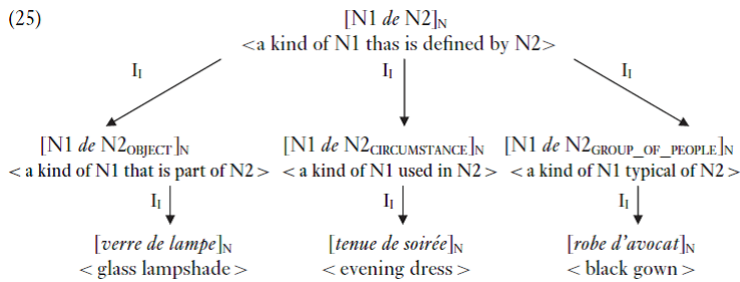 (25) [N1 de N2]N
<a kind of N1 thas is defined by N2>
II II II
[N1 de N2OBJECT]N [N1 de N2CIRCUMSTANCE]N [N1 de N2GROUP_OF_PEOPLE]N
< a kind of N1 that is part of N2 > < a kind of N1 used in N2 > < a kind of N1 typical of N2 >
II II II
[verre de lampe]N [tenue de soirée]N [robe d'avocat]N
< glass lampshade > < evening dress > < black gown >